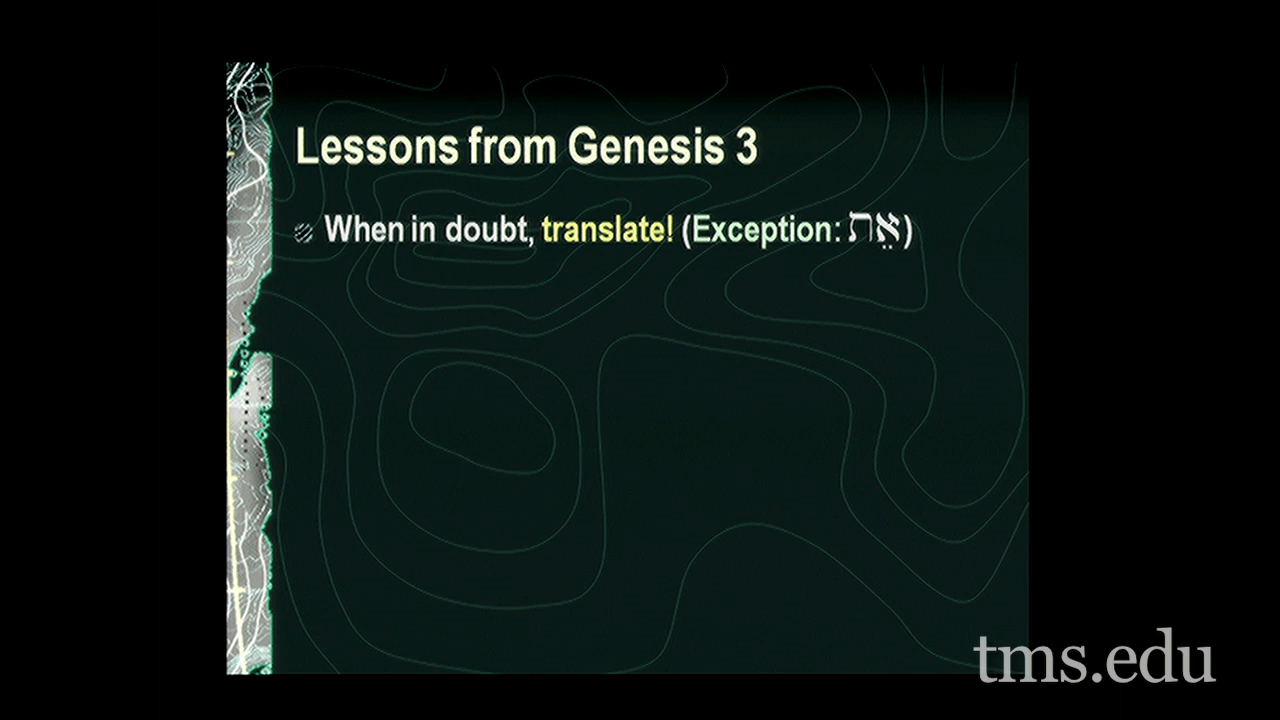 Lessons from Genesis 3
When in doubt, translate! (Exception: אֵת)
tms.edu